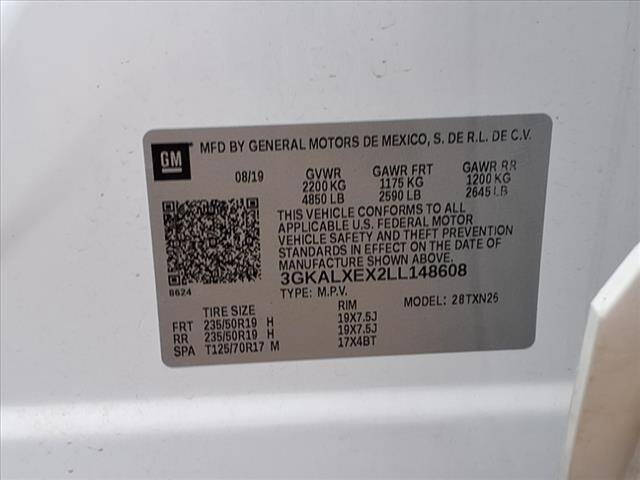 GM
MFD BY GENERAL MOTORS DE MEXICO, S. DE R.L. DE C.V.
08/19 GVWR GAWR FRT GAWR RR
2200 KG 1175 KG 1200 KG
4850 LB 2590 LB 2645 LB
THIS VEHICLE CONFORMS TO ALL
APPLICABLE U.S. FEDERAL MOTOR
VEHICLE SAFETY AND THEFT PREVENTION
STANDARDS IN EFFECT ON THE DATE OF
MANUFACTURE SHOWN ABOVE.
3GKALXEX2LL148608
8624
TYPE: M.P.V. MODEL: 28TXN26
TIRE SIZE RIM
FRT 235/50R19 H 19X7.5J
RR 235/50R19 H 19X7.5J
SPA T125/70R17 M 17X4BT